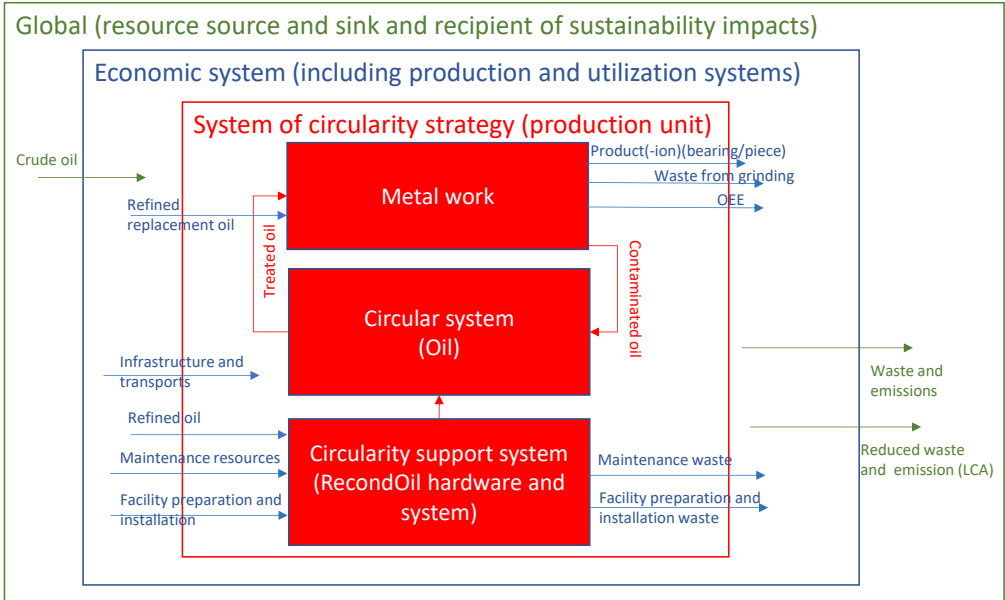 Global (resource source and sink and recipient of sustainability impacts)
Economic system (including production and utilization systems)
System of circularity strategy (production unit)
Crude oil
Refined
replacement oil
Treated oil
Metal work
Product(-ion)(bearing/piece)
Waste from grinding
OEE
Contaminated oil
Circular system
(Oil)
Infrastructure and
transports
Waste and
emissions
Refined oil
Maintenance resources
Facility preparation and
installation
Circularity support system
(RecondOil hardware and
system)
Maintenance waste
Facility preparation and
installation waste
Reduced waste
and emission (LCA)